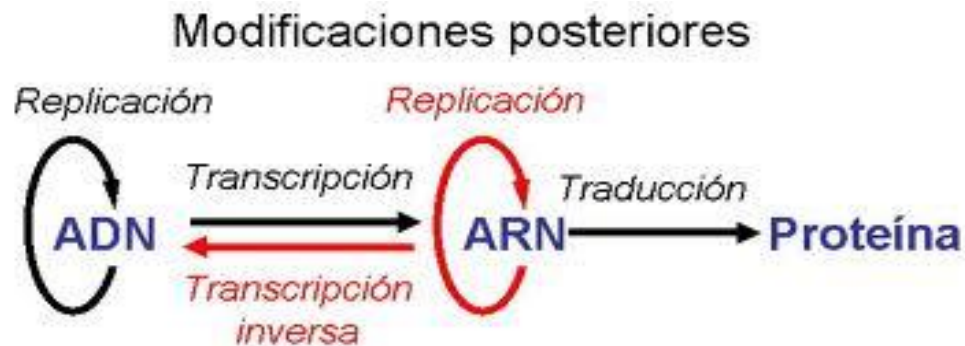 Modificaciones posteriores
Replicación
Replicación
Transcripción
Traducción
ADN
ARN
Proteína
Transcripción
inversa